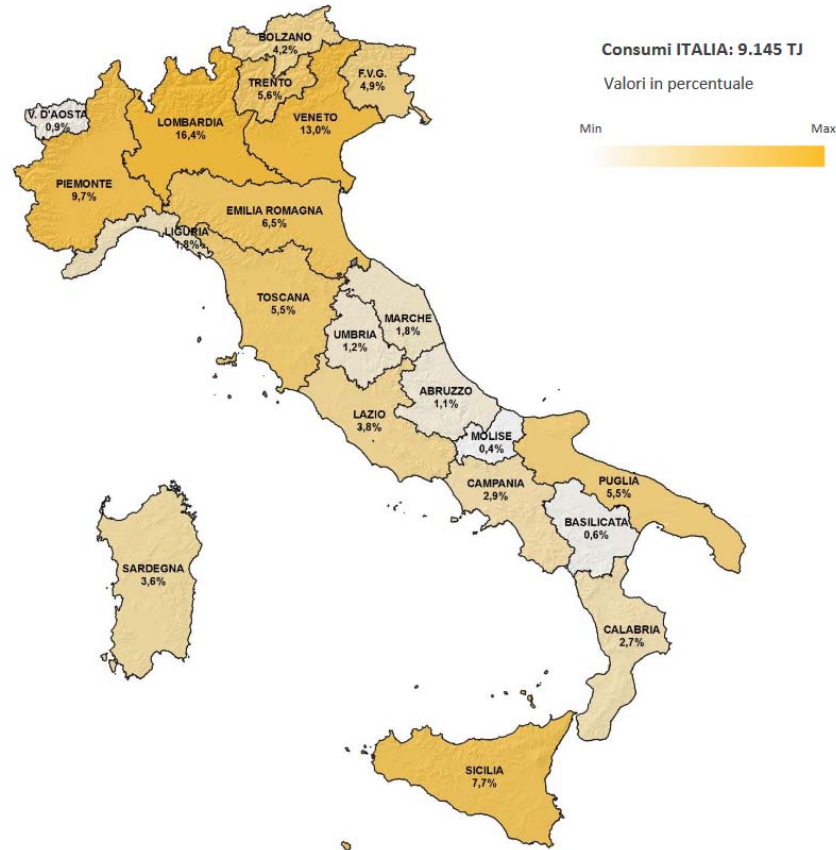 Consumi ITALIA: 9.145 TJ
Valori in percentuale
Min
Max
BOLZANO
4,2%
TRENTO
5,6%
F.V.G.
4,9%
V. D'AOSTA
0,9%
LOMBARDIA
16,4%
VENETO
13,0%
PIEMONTE
9,7%
EMILIA ROMAGNA
6,5%
LIGURIA
1,8%
TOSCANA
5,5%
MARCHE
1,8%
UMBRIA
1,2%
ABRUZZO
1,1%
LAZIO
3,8%
MOLISE
0,4%
CAMPANIA
2,9%
PUGLIA
5,5%
BASILICATA
0,6%
SARDEGNA
3,6%
CALABRIA
2,7%
SICILIA
7,7%